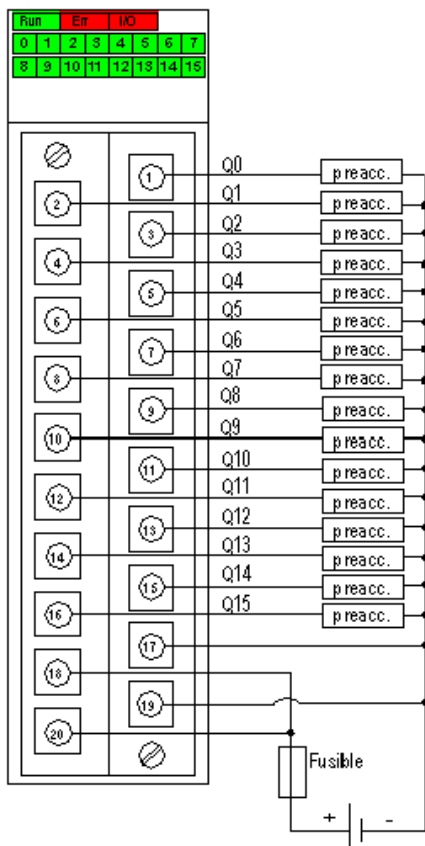 Run Err I/O
0 1 2 3 4 5 6 7
8 9 10 11 12 13 14 15
1 Q0 preacc.
2 Q1 preacc.
3 Q2 preacc.
4 Q3 preacc.
5 Q4 preacc.
6 Q5 preacc.
7 Q6 preacc.
8 Q7 preacc.
9 Q8 preacc.
10 Q9 preacc.
11 Q10 preacc.
12 Q11 preacc.
13 Q12 preacc.
14 Q13 preacc.
15 Q14 preacc.
16 Q15 preacc.
17
18
19
20
Fusible
+ -